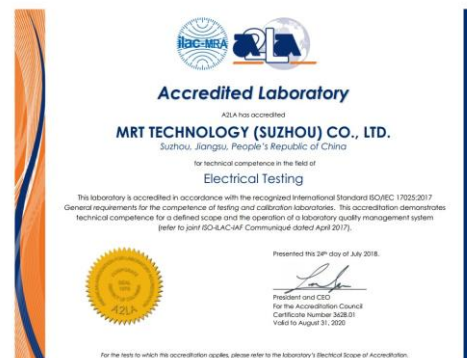 ilac-MRA A2LA
Accredited Laboratory
A2LA has accredited
MRT TECHNOLOGY (SUZHOU) CO., LTD.
Suzhou, Jiangsu, People's Republic of China
for technical competence in the field of
Electrical Testing
This laboratory is accredited in accordance with the recognized International Standard ISO/IEC 17025:2017
General requirements for the competence of testing and calibration laboratories. This accreditation demonstrates
technical competence for a defined scope and the operation of a laboratory quality management system
(refer to joint ISO-ILAC-IAF Communiqué dated April 2017).
Presented this 24th day of July 2018.
President and CEO
For the Accreditation Council
Certificate Number 3628.01
Valid to August 31, 2020
SEAL
1978
A2LA
For the tests to which this accreditation applies, please refer to the laboratory's Electrical Scope of Accreditation.